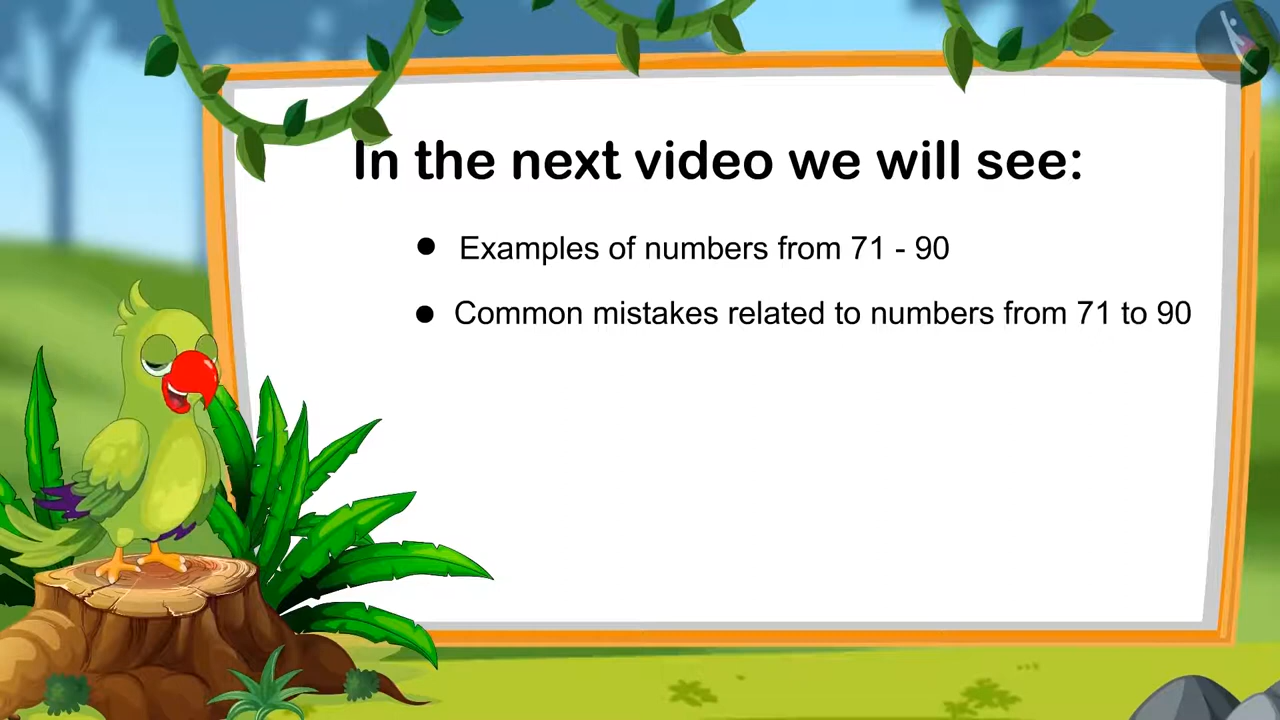 In the next video we will see:
● Examples of numbers from 71 - 90
● Common mistakes related to numbers from 71 to 90